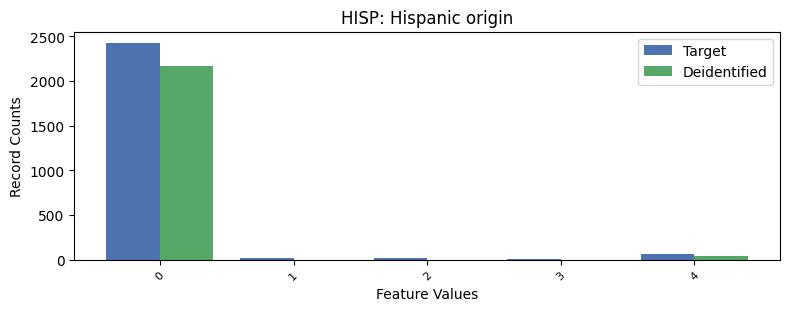 HISP: Hispanic origin
Target
Deidentified
Record Counts
2500
2000
1500
1000
500
0
0 1 2 3 4
Feature Values